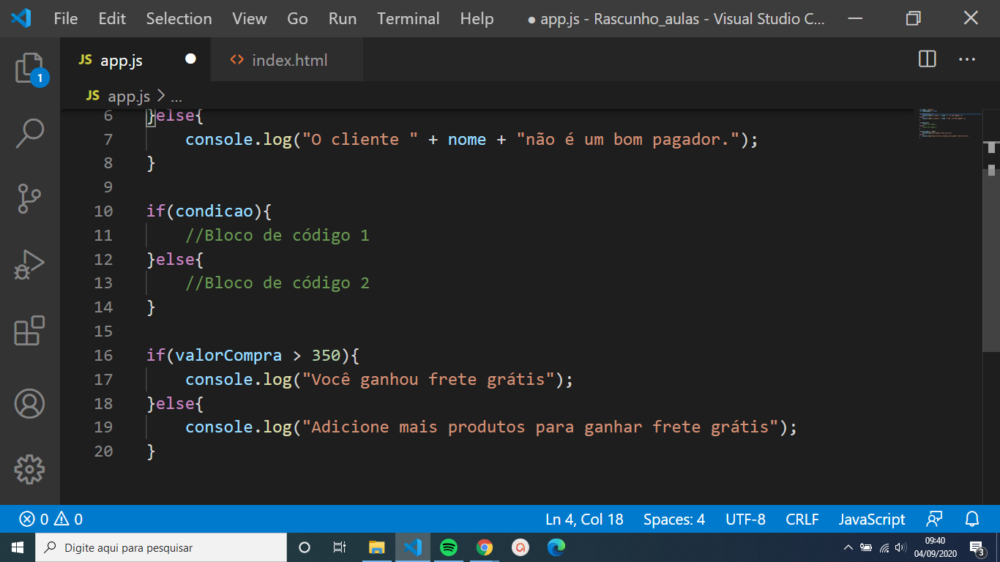 File Edit Selection View Go Run Terminal Help ● app.js - Rascunho_aulas - Visual Studio C...
1
JS app.js ● <> index.html ...
JS app.js > ...
6 }else{
7 console.log("O cliente " + nome + "não é um bom pagador.");
8 }
9
10 if(condicao){
11 //Bloco de código 1
12 }else{
13 //Bloco de código 2
14 }
15
16 if(valorCompra > 350){
17 console.log("Você ganhou frete grátis");
18 }else{
19 console.log("Adicione mais produtos para ganhar frete grátis");
20 }
0 0 Ln 4, Col 18 Spaces: 4 UTF-8 CRLF JavaScript
Digite aqui para pesquisar
09:40
04/09/2020
3